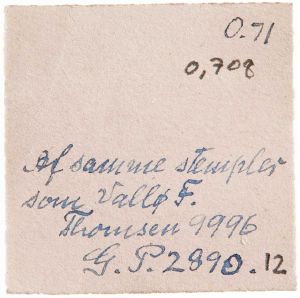 0.71
0,708
Af samme stempler
som Vallø F.
Thomsen 9996
G.P. 2890.12